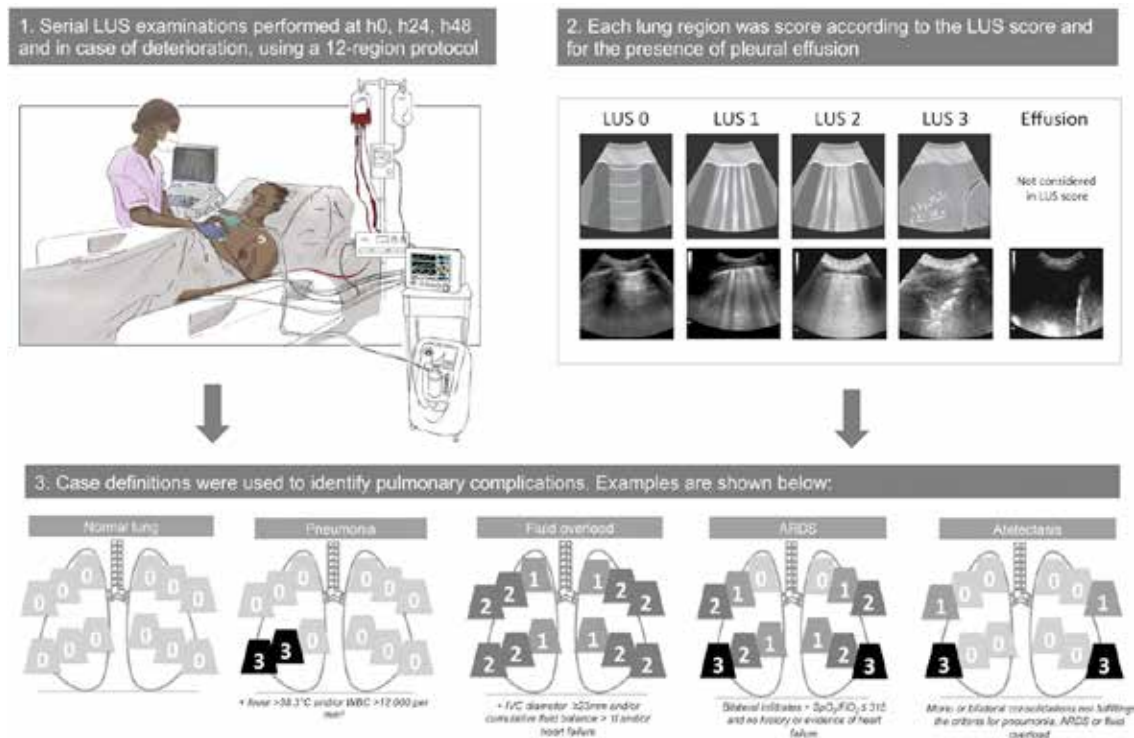 1. Serial LUS examinations performed at h0, h24, h48
and in case of deterioration, using a 12-region protocol
2. Each lung region was score according to the LUS score and
for the presence of pleural effusion
LUS 0 LUS 1 LUS 2 LUS 3 Effusion
Not considered
in LUS score
3. Case definitions were used to identify pulmonary complications. Examples are shown below:
Normal lung Pneumonia Fluid overload ARDS Atelectasis
0 0 0 0 0 0 0 0 0 0 0 0 2 2 1 1 2 2 2 1 0 0 1 2 1 0 0 0 0 1
0 0 0 0 0 0 3 3 0 0 0 0 2 2 1 1 2 2 3 2 1 1 2 3 3 0 0 0 0 3
+ fever >38.3°C and/or WBC >12 000 per
mm³
+ IVC diameter ≥23mm and/or
cumulative fluid balance > 1l and/or
heart failure
Bilateral infiltrates + SpO₂/FiO₂ ≤ 315
and no history or evidence of heart
failure
Mono or bilateral consolidations not fulfilling
the criteria for pneumonia, ARDS or fluid
overload